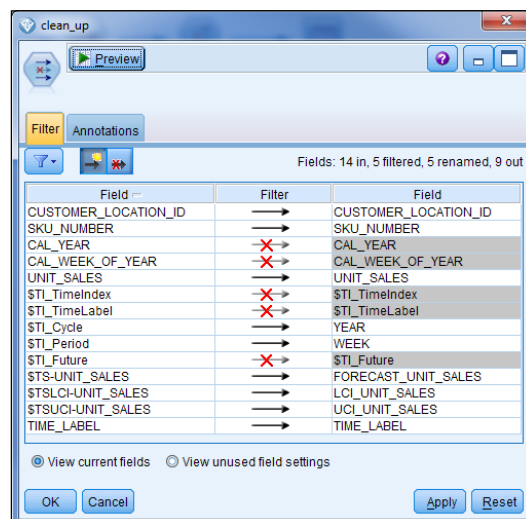 clean_up
Preview
Filter Annotations
Fields: 14 in, 5 filtered, 5 renamed, 9 out
Field Filter Field
CUSTOMER_LOCATION_ID CUSTOMER_LOCATION_ID
SKU_NUMBER SKU_NUMBER
CAL_YEAR CAL_YEAR
CAL_WEEK_OF_YEAR CAL_WEEK_OF_YEAR
UNIT_SALES UNIT_SALES
$TI_TimeIndex $TI_TimeIndex
$TI_TimeLabel $TI_TimeLabel
$TI_Cycle YEAR
$TI_Period WEEK
$TI_Future $TI_Future
$TS-UNIT_SALES FORECAST_UNIT_SALES
$TSLCI-UNIT_SALES LCI_UNIT_SALES
$TSUCI-UNIT_SALES UCI_UNIT_SALES
TIME_LABEL TIME_LABEL
View current fields View unused field settings
OK Cancel Apply Reset